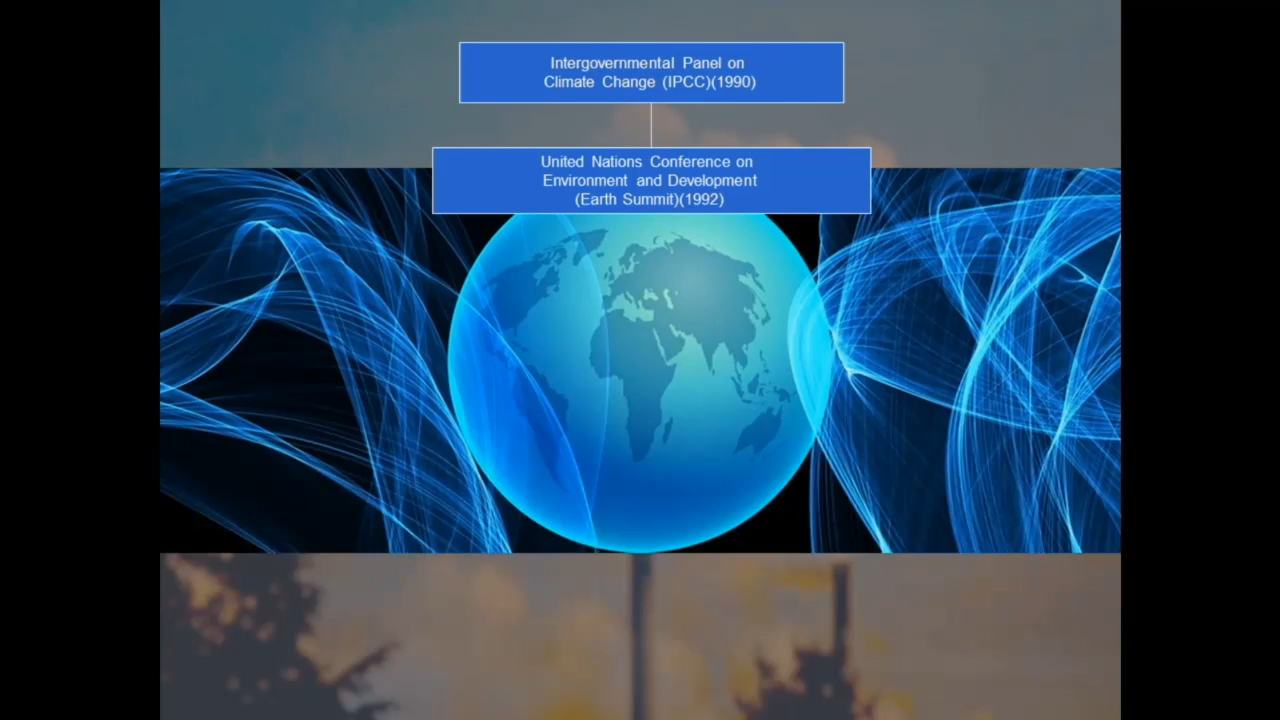 Intergovernmental Panel on
Climate Change (IPCC)(1990)
United Nations Conference on
Environment and Development
(Earth Summit)(1992)